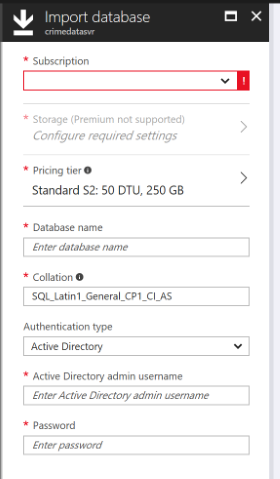 Import database
crimedatasvr
* Subscription
!
* Storage (Premium not supported)
Configure required settings
* Pricing tier
Standard S2: 50 DTU, 250 GB
* Database name
Enter database name
* Collation
SQL_Latin1_General_CP1_CI_AS
Authentication type
Active Directory
* Active Directory admin username
Enter Active Directory admin username
* Password
Enter password